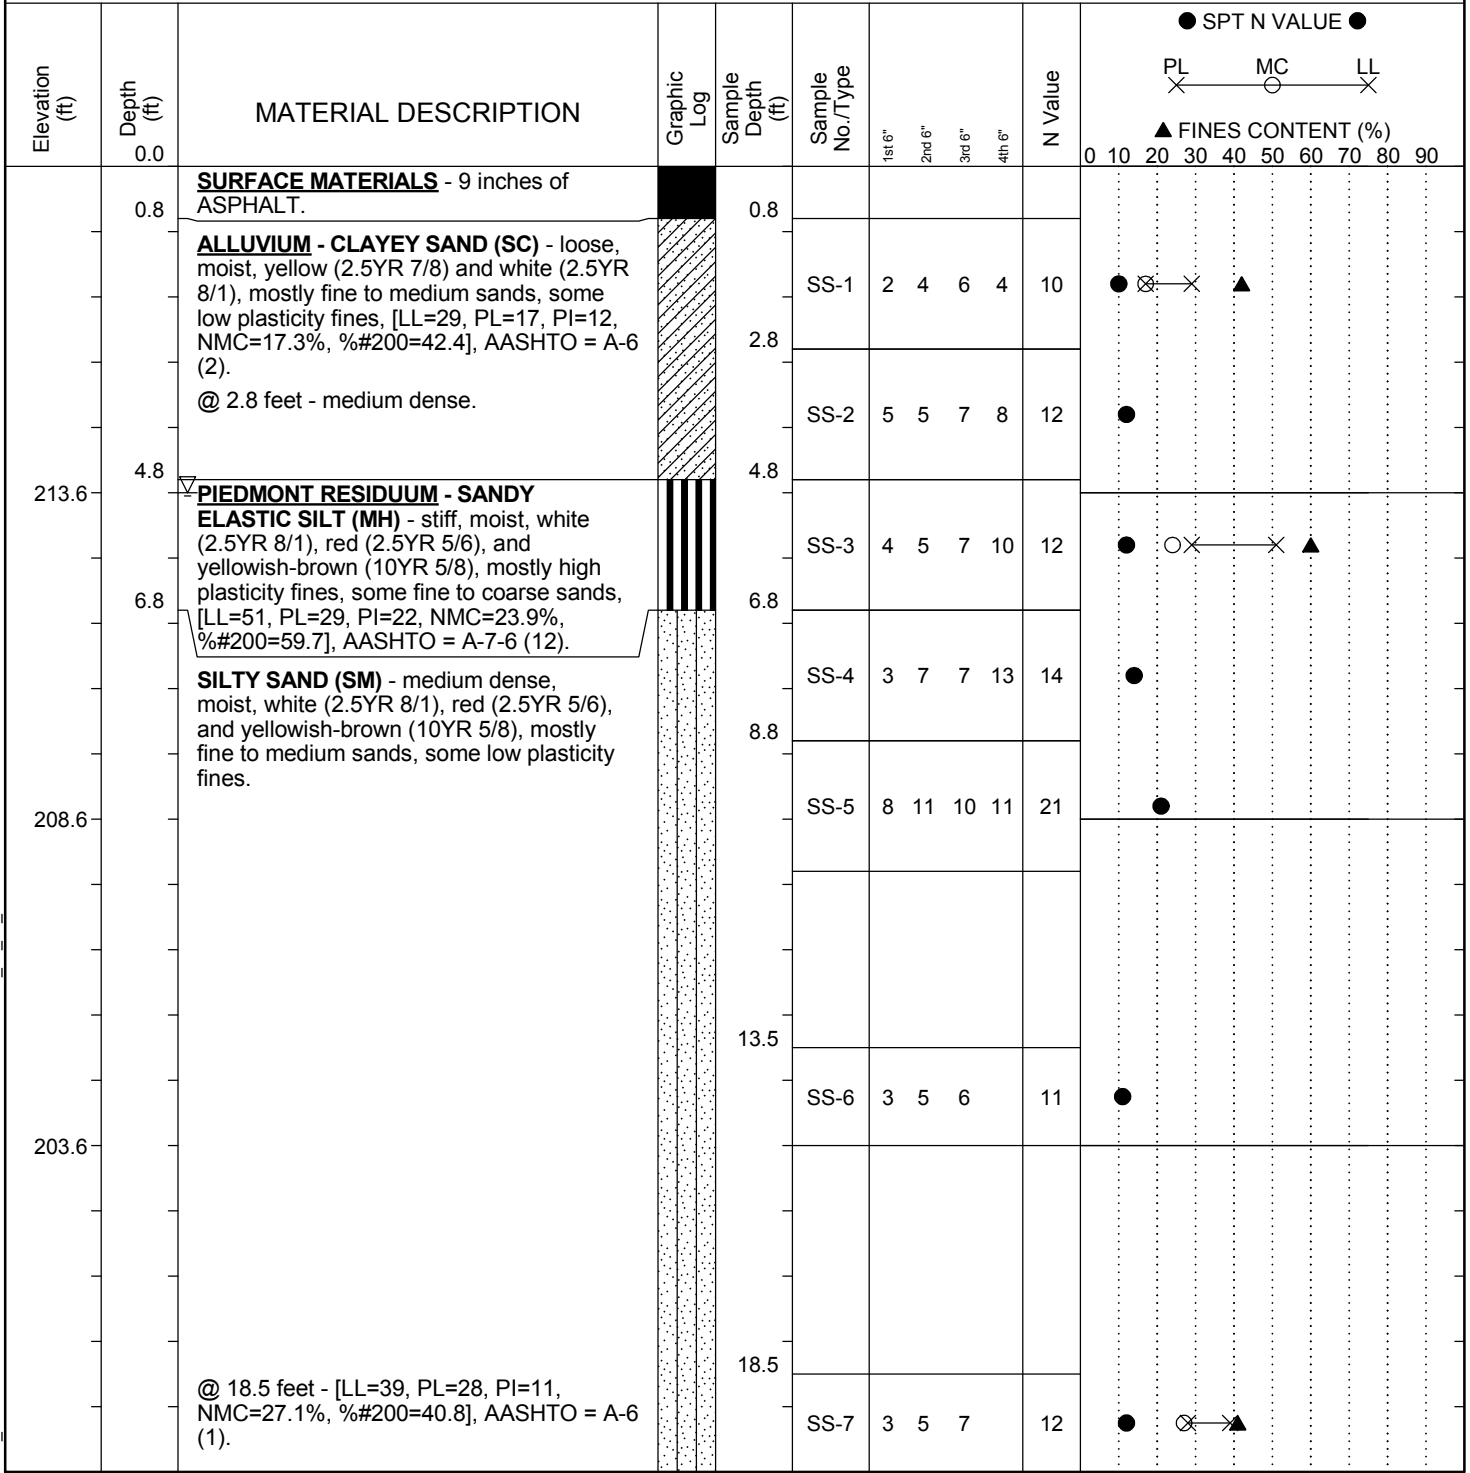 ● SPT N VALUE ●
PL MC LL
▲ FINES CONTENT (%)
0 10 20 30 40 50 60 70 80 90
Elevation
(ft)
Depth
(ft)
0.0
MATERIAL DESCRIPTION
Graphic
Log
Sample
Depth
(ft)
Sample
No./Type
1st 6"
2nd 6"
3rd 6"
4th 6"
N Value
SURFACE MATERIALS - 9 inches of
ASPHALT.
0.8
0.8
ALLUVIUM - CLAYEY SAND (SC) - loose,
moist, yellow (2.5YR 7/8) and white (2.5YR
8/1), mostly fine to medium sands, some
low plasticity fines, [LL=29, PL=17, PI=12,
NMC=17.3%, %#200=42.4], AASHTO = A-6
(2).
SS-1 2 4 6 4 10
2.8
@ 2.8 feet - medium dense.
SS-2 5 5 7 8 12
4.8
4.8
213.6
PIEDMONT RESIDUUM - SANDY
ELASTIC SILT (MH) - stiff, moist, white
(2.5YR 8/1), red (2.5YR 5/6), and
yellowish-brown (10YR 5/8), mostly high
plasticity fines, some fine to coarse sands,
[LL=51, PL=29, PI=22, NMC=23.9%,
%#200=59.7], AASHTO = A-7-6 (12).
SS-3 4 5 7 10 12
6.8
6.8
SILTY SAND (SM) - medium dense,
moist, white (2.5YR 8/1), red (2.5YR 5/6),
and yellowish-brown (10YR 5/8), mostly
fine to medium sands, some low plasticity
fines.
SS-4 3 7 7 13 14
8.8
SS-5 8 11 10 11 21
208.6
13.5
SS-6 3 5 6 11
203.6
18.5
@ 18.5 feet - [LL=39, PL=28, PI=11,
NMC=27.1%, %#200=40.8], AASHTO = A-6
(1).
SS-7 3 5 7 12